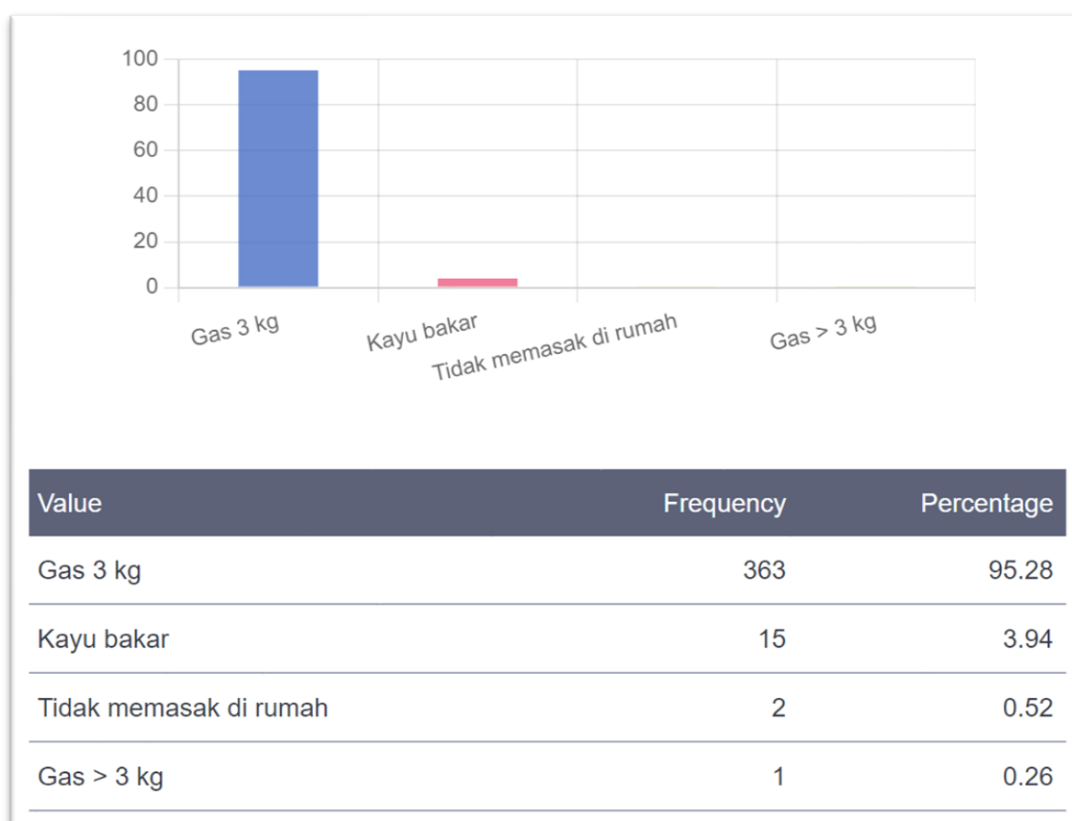 100
80
60
40
20
0
Gas 3 kg
Kayu bakar
Tidak memasak di rumah
Gas > 3 kg
Value Frequency Percentage
Gas 3 kg 363 95.28
Kayu bakar 15 3.94
Tidak memasak di rumah 2 0.52
Gas > 3 kg 1 0.26